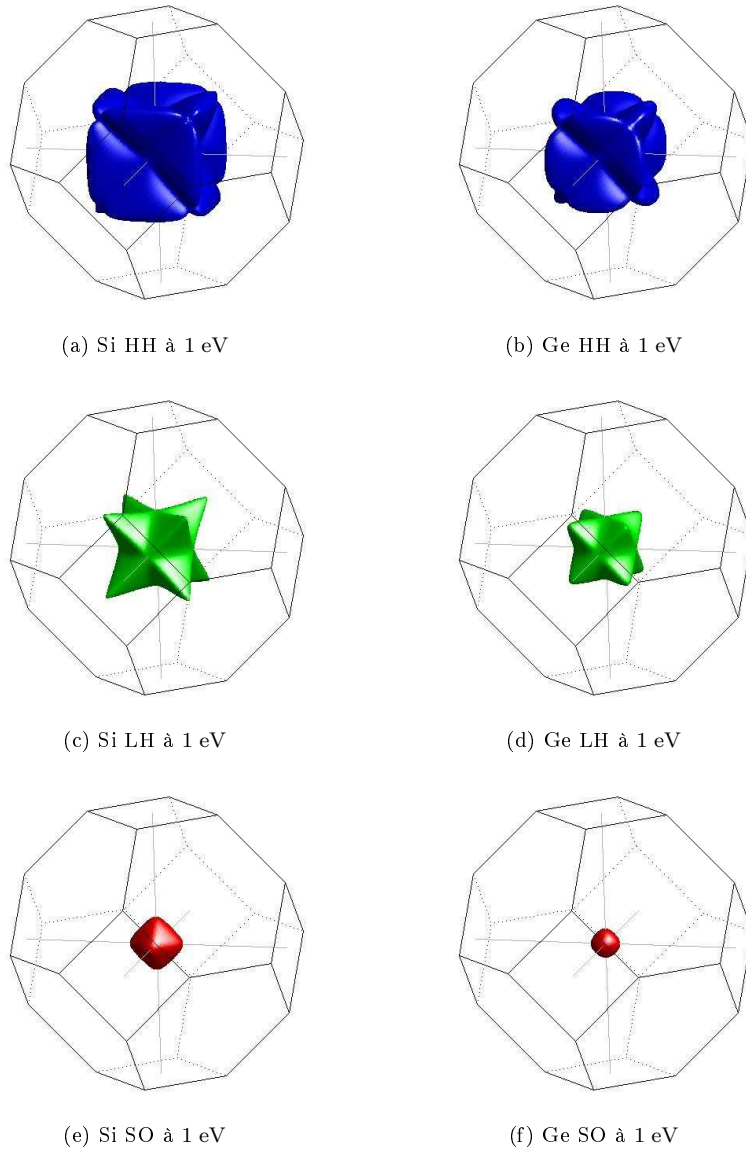 (a) Si HH à 1 eV
(b) Ge HH à 1 eV
(c) Si LH à 1 eV
(d) Ge LH à 1 eV
(e) Si SO à 1 eV
(f) Ge SO à 1 eV